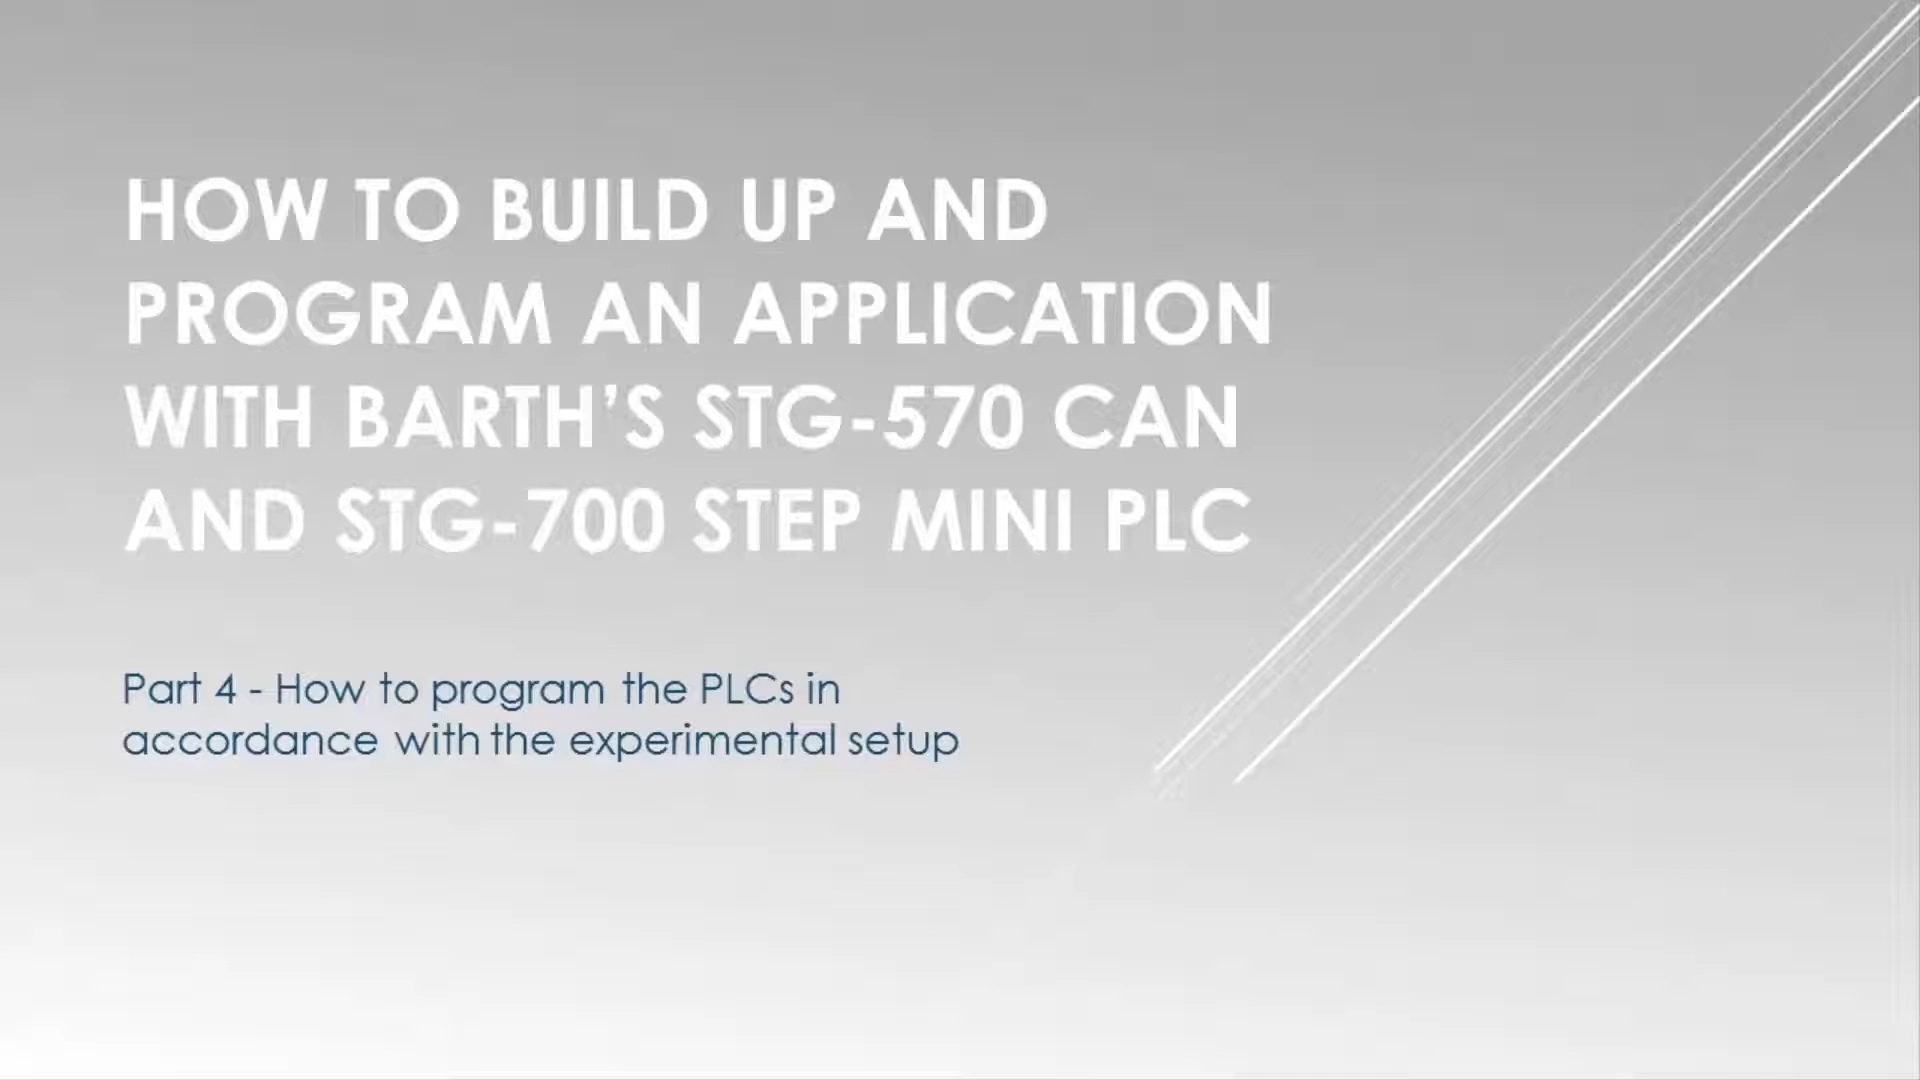 HOW TO BUILD UP AND
PROGRAM AN APPLICATION
WITH BARTH’S STG-570 CAN
AND STG-700 STEP MINI PLC
Part 4 - How to program the PLCs in
accordance with the experimental setup